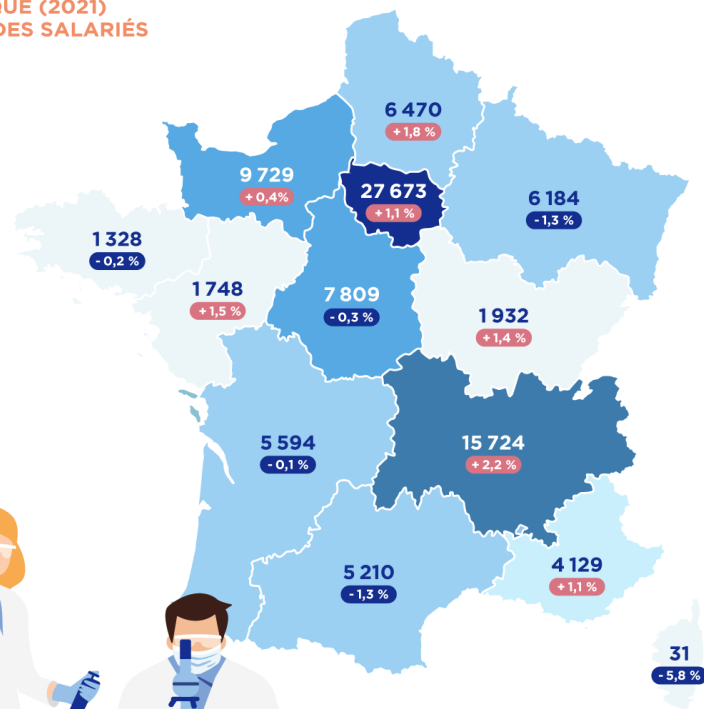 DES SALARIÉS
(2021)
6 470
+ 1,8 %
9 729
+ 0,4%
27 673
+ 1,1 %
6 184
- 1,3 %
1 328
- 0,2 %
1 748
+ 1,5 %
7 809
- 0,3 %
1 932
+ 1,4 %
5 594
- 0,1 %
15 724
+ 2,2 %
5 210
- 1,3 %
4 129
+ 1,1 %
31
- 5,8 %